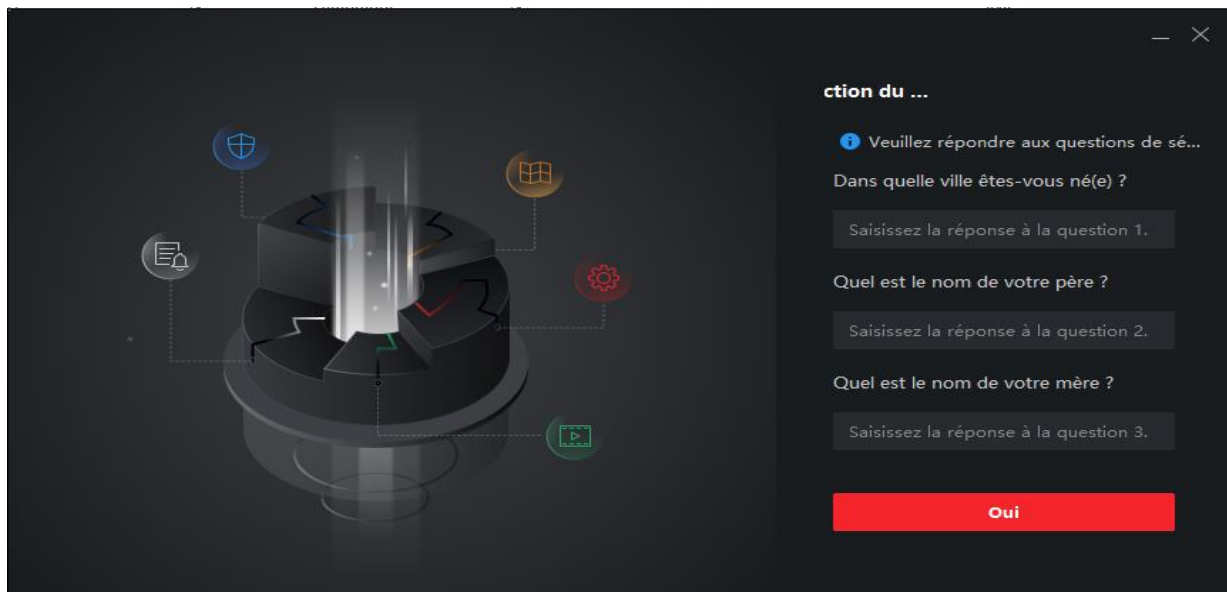 ction du ...
Veuillez répondre aux questions de sé...
Dans quelle ville êtes-vous né(e) ?
Saisissez la réponse à la question 1.
Quel est le nom de votre père ?
Saisissez la réponse à la question 2.
Quel est le nom de votre mère ?
Saisissez la réponse à la question 3.
Oui